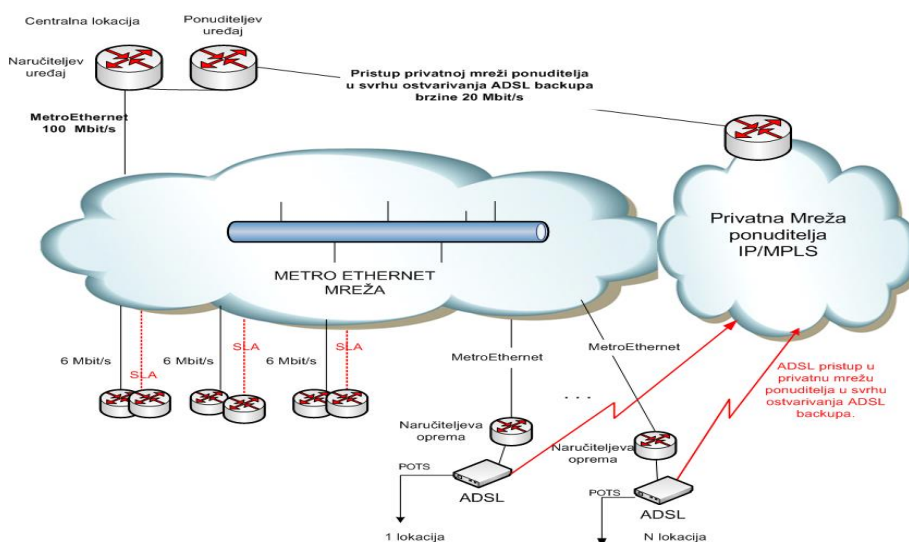 Centralna lokacija
Ponuditeljev
uređaj
Naručiteljev
uređaj
Pristup privatnoj mreži ponuditelja
u svrhu ostvarivanja ADSL backupa
brzine 20 Mbit/s
MetroEthernet
100 Mbit/s
METRO ETHERNET
MREŽA
Privatna Mreža
ponuditelja
IP/MPLS
6 Mbit/s
SLA
6 Mbit/s
SLA
6 Mbit/s
SLA
MetroEthernet
MetroEthernet
ADSL pristup u
privatnu mrežu
ponuditelja u svrhu
ostvarivanja ADSL
backupa.
. . .
Naručiteljeva
oprema
Naručiteljeva
oprema
POTS
ADSL
POTS
ADSL
1 lokacija
N lokacija